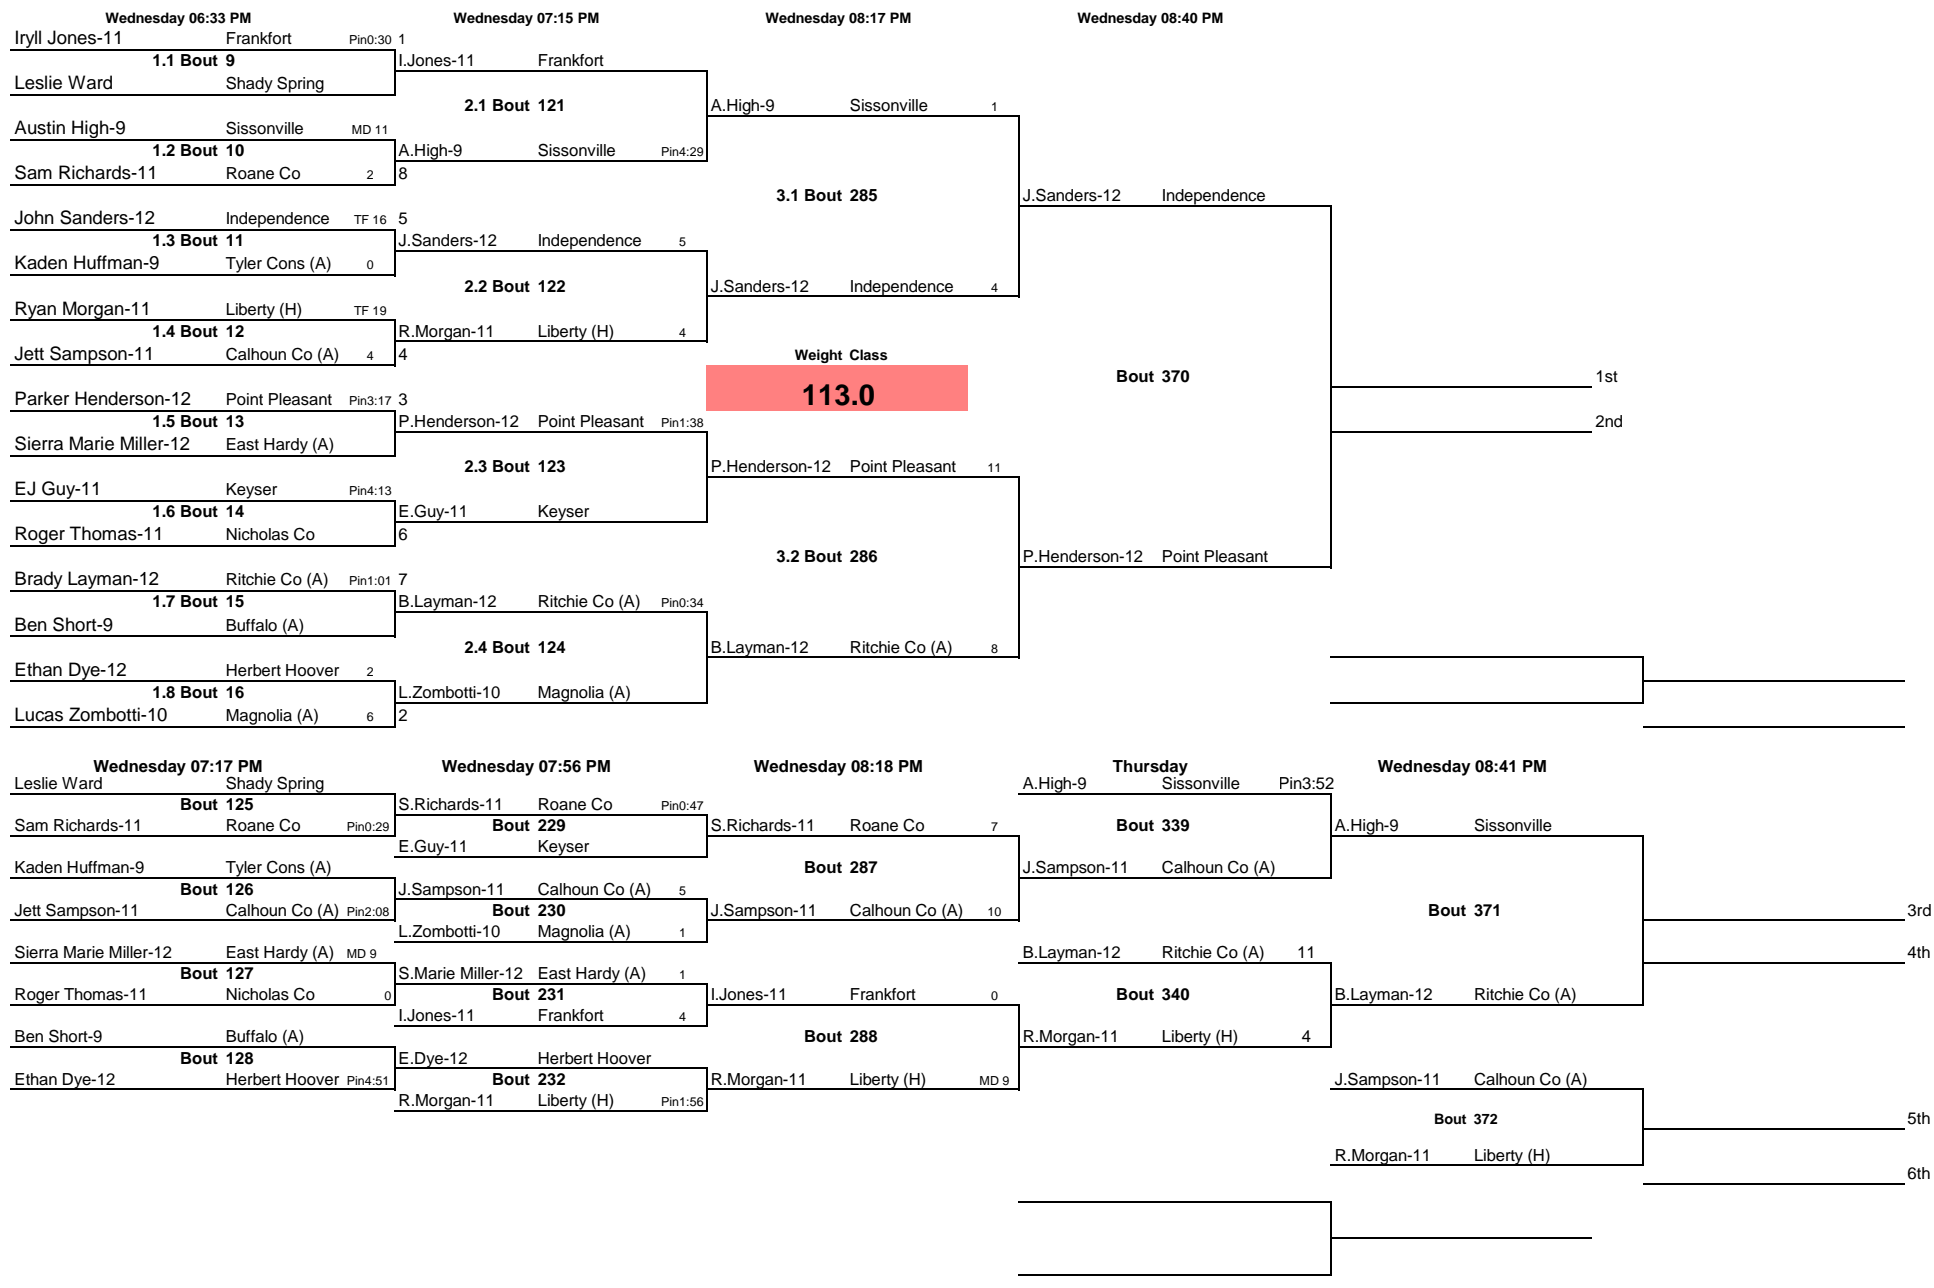 Wednesday 06:33 PM Wednesday 07:15 PM Wednesday 08:17 PM Wednesday 08:40 PM
Iryll Jones-11 Frankfort Pin0:30 1
1.1 Bout 9 I.Jones-11 Frankfort
Leslie Ward Shady Spring
2.1 Bout 121 A.High-9 Sissonville 1
Austin High-9 Sissonville MD 11
1.2 Bout 10 A.High-9 Sissonville Pin4:29
Sam Richards-11 Roane Co 2 8
3.1 Bout 285 J.Sanders-12 Independence
John Sanders-12 Independence TF 16 5
1.3 Bout 11 J.Sanders-12 Independence 5
Kaden Huffman-9 Tyler Cons (A) 0
2.2 Bout 122 J.Sanders-12 Independence 4
Ryan Morgan-11 Liberty (H) TF 19
1.4 Bout 12 R.Morgan-11 Liberty (H) 4
Jett Sampson-11 Calhoun Co (A) 4 4 Weight Class
Bout 370 1st
Parker Henderson-12 Point Pleasant Pin3:17 3 113.0
1.5 Bout 13 P.Henderson-12 Point Pleasant Pin1:38 2nd
Sierra Marie Miller-12 East Hardy (A)
2.3 Bout 123 P.Henderson-12 Point Pleasant 11
EJ Guy-11 Keyser Pin4:13
1.6 Bout 14 E.Guy-11 Keyser
Roger Thomas-11 Nicholas Co 6
3.2 Bout 286 P.Henderson-12 Point Pleasant
Brady Layman-12 Ritchie Co (A) Pin1:01 7
1.7 Bout 15 B.Layman-12 Ritchie Co (A) Pin0:34
Ben Short-9 Buffalo (A)
2.4 Bout 124 B.Layman-12 Ritchie Co (A) 8
Ethan Dye-12 Herbert Hoover 2
1.8 Bout 16 L.Zombotti-10 Magnolia (A)
Lucas Zombotti-10 Magnolia (A) 6 2
Wednesday 07:17 PM Wednesday 07:56 PM Wednesday 08:18 PM Thursday Wednesday 08:41 PM
Leslie Ward Shady Spring A.High-9 Sissonville Pin3:52
Bout 125 S.Richards-11 Roane Co Pin0:47
Sam Richards-11 Roane Co Pin0:29 Bout 229 S.Richards-11 Roane Co 7 Bout 339 A.High-9 Sissonville
E.Guy-11 Keyser
Kaden Huffman-9 Tyler Cons (A) Bout 287 J.Sampson-11 Calhoun Co (A)
Bout 126 J.Sampson-11 Calhoun Co (A) 5
Jett Sampson-11 Calhoun Co (A) Pin2:08 Bout 230 J.Sampson-11 Calhoun Co (A) 10 Bout 371 3rd
L.Zombotti-10 Magnolia (A) 1
Sierra Marie Miller-12 East Hardy (A) MD 9 B.Layman-12 Ritchie Co (A) 11 4th
Bout 127 S.Marie Miller-12 East Hardy (A) 1
Roger Thomas-11 Nicholas Co 0 Bout 231 I.Jones-11 Frankfort 0 Bout 340 B.Layman-12 Ritchie Co (A)
I.Jones-11 Frankfort 4
Ben Short-9 Buffalo (A) Bout 288 R.Morgan-11 Liberty (H) 4
Bout 128 E.Dye-12 Herbert Hoover
Ethan Dye-12 Herbert Hoover Pin4:51 Bout 232 R.Morgan-11 Liberty (H) MD 9 J.Sampson-11 Calhoun Co (A)
R.Morgan-11 Liberty (H) Pin1:56
Bout 372 5th
R.Morgan-11 Liberty (H)
6th